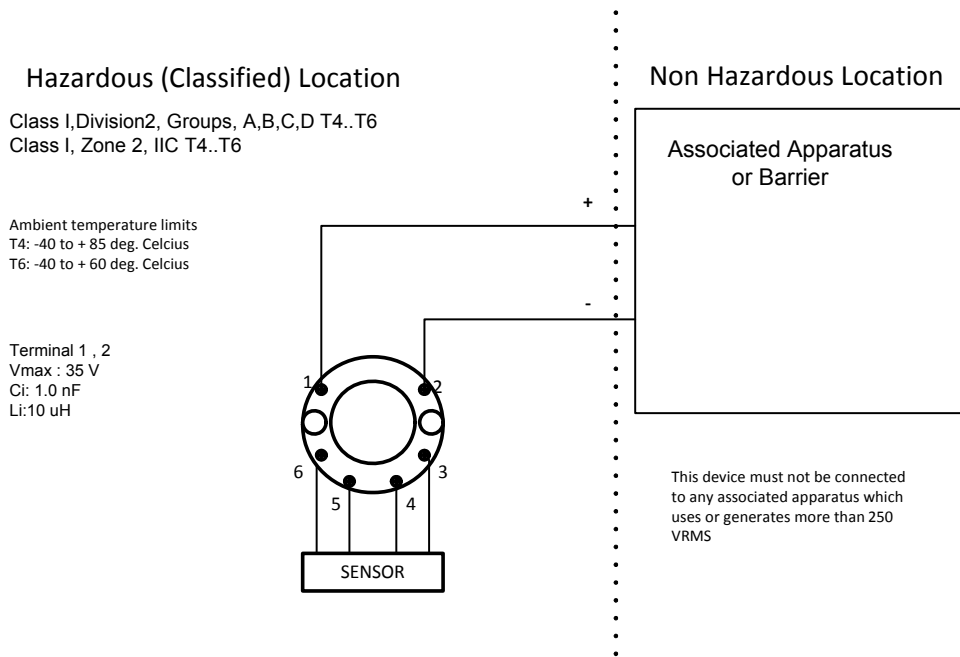 Hazardous (Classified) Location
Class I,Division2, Groups, A,B,C,D T4..T6
Class I, Zone 2, IIC T4..T6
Ambient temperature limits
T4: -40 to + 85 deg. Celcius
T6: -40 to + 60 deg. Celcius
Terminal 1 , 2
Vmax : 35 V
Ci: 1.0 nF
Li:10 uH
+
-
1
2
6
3
5
4
SENSOR
Non Hazardous Location
Associated Apparatus
or Barrier
This device must not be connected
to any associated apparatus which
uses or generates more than 250
VRMS